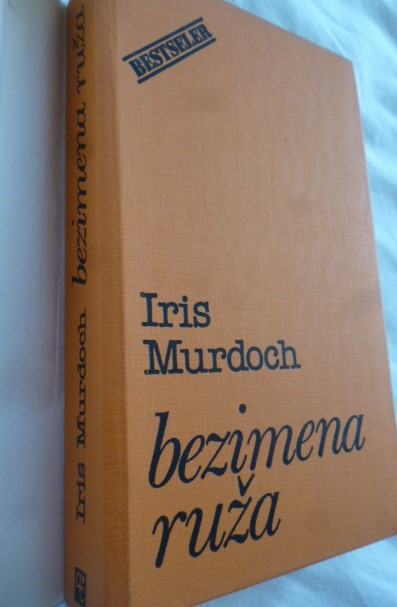 BESTSELER
Iris
Murdoch
bezimena
ruža
Iris Murdoch bezimena ruža